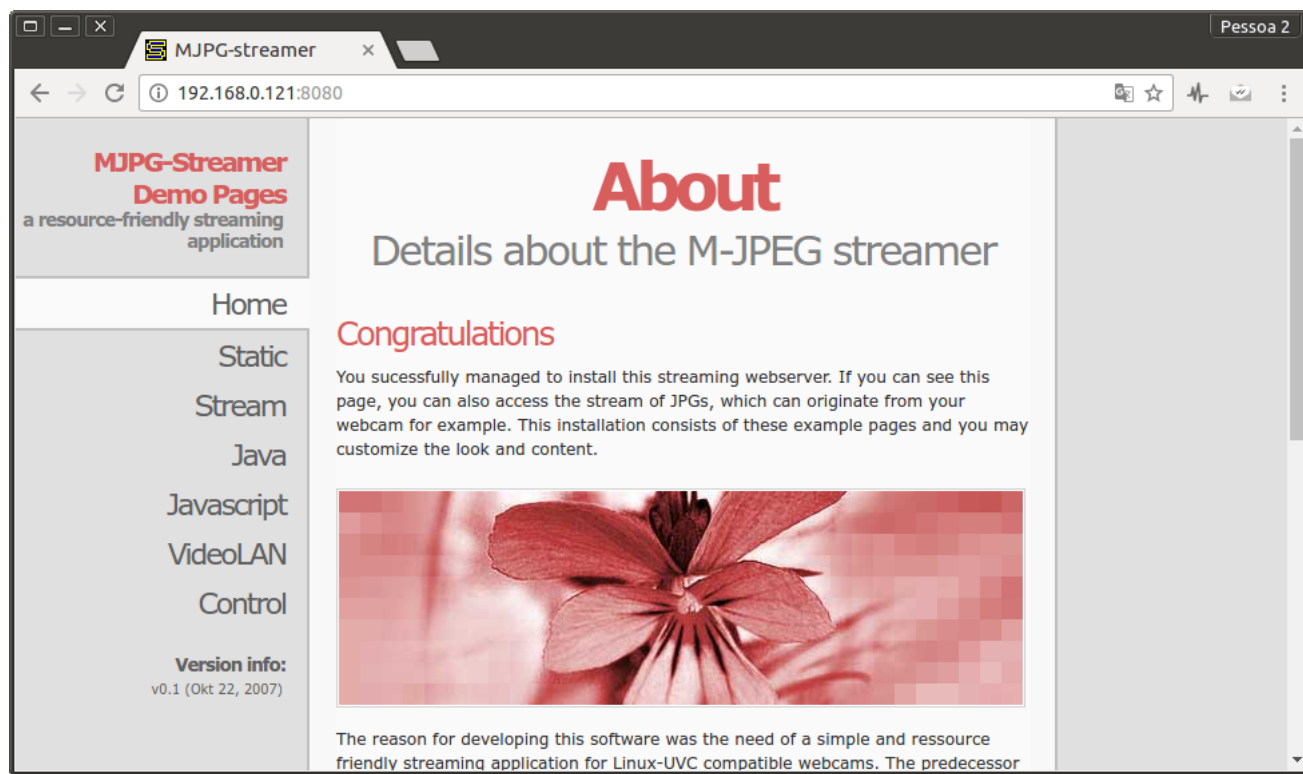 Pessoa 2
MJPG-streamer
192.168.0.121:8080
MJPG-Streamer
Demo Pages
a resource-friendly streaming
application
Home
Static
Stream
Java
Javascript
VideoLAN
Control
Version info:
v0.1 (Okt 22, 2007)
About
Details about the M-JPEG streamer
Congratulations
You sucessfully managed to install this streaming webserver. If you can see this
page, you can also access the stream of JPGs, which can originate from your
webcam for example. This installation consists of these example pages and you may
customize the look and content.
The reason for developing this software was the need of a simple and ressource
friendly streaming application for Linux-UVC compatible webcams. The predecessor